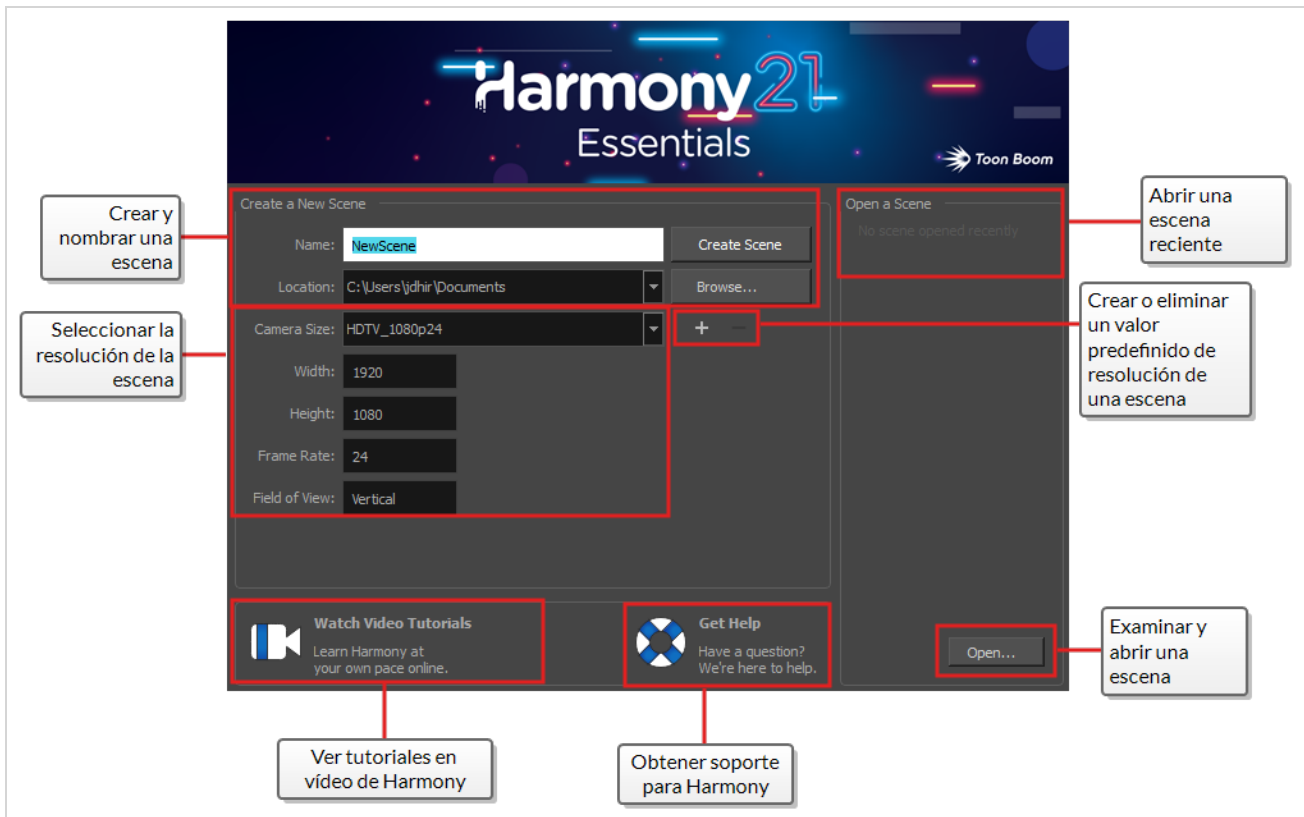 Harmony 21
Essentials
Toon Boom
Crear y
nombrar una
escena
Create a New Scene
Name: NewScene Create Scene
Location: C:\Users\jdhir\Documents Browse...
Open a Scene
No scene opened recently
Abrir una
escena
reciente
Seleccionar la
resolución de la
escena
Camera Size: HDTV_1080p24 + −
Width: 1920
Height: 1080
Frame Rate: 24
Field of View: Vertical
Crear o eliminar
un valor
predefinido de
resolución de
una escena
Watch Video Tutorials
Learn Harmony at
your own pace online.
Get Help
Have a question?
We're here to help.
Open...
Examinar y
abrir una
escena
Ver tutoriales en
vídeo de Harmony
Obtener soporte
para Harmony